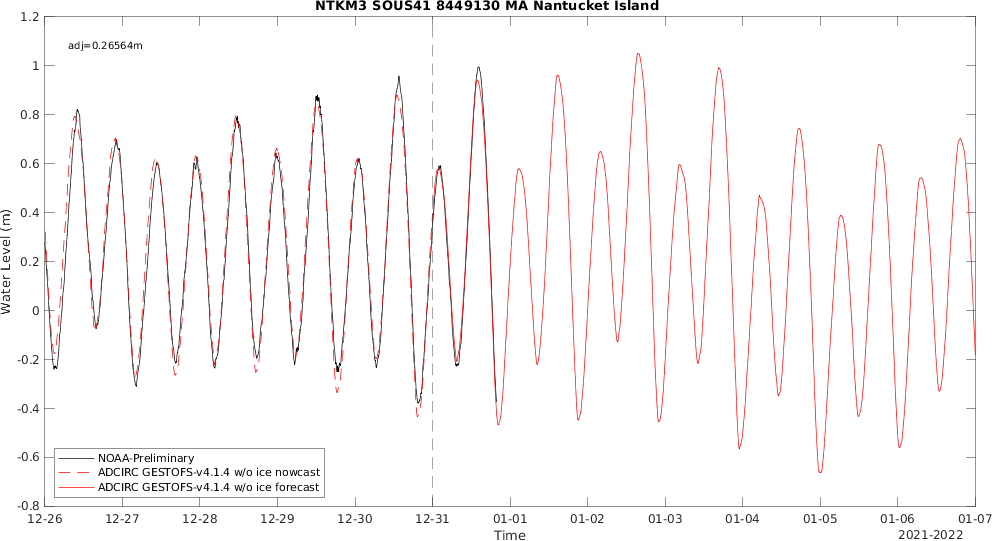 NTKM3 SOUS41 8449130 MA Nantucket Island
adj=0.26564m
Water Level (m)
1.2
1
0.8
0.6
0.4
0.2
0
-0.2
-0.4
-0.6
-0.8
NOAA-Preliminary
ADCIRC GESTOFS-v4.1.4 w/o ice nowcast
ADCIRC GESTOFS-v4.1.4 w/o ice forecast
12-26 12-27 12-28 12-29 12-30 12-31 01-01 01-02 01-03 01-04 01-05 01-06 01-07
Time
2021-2022